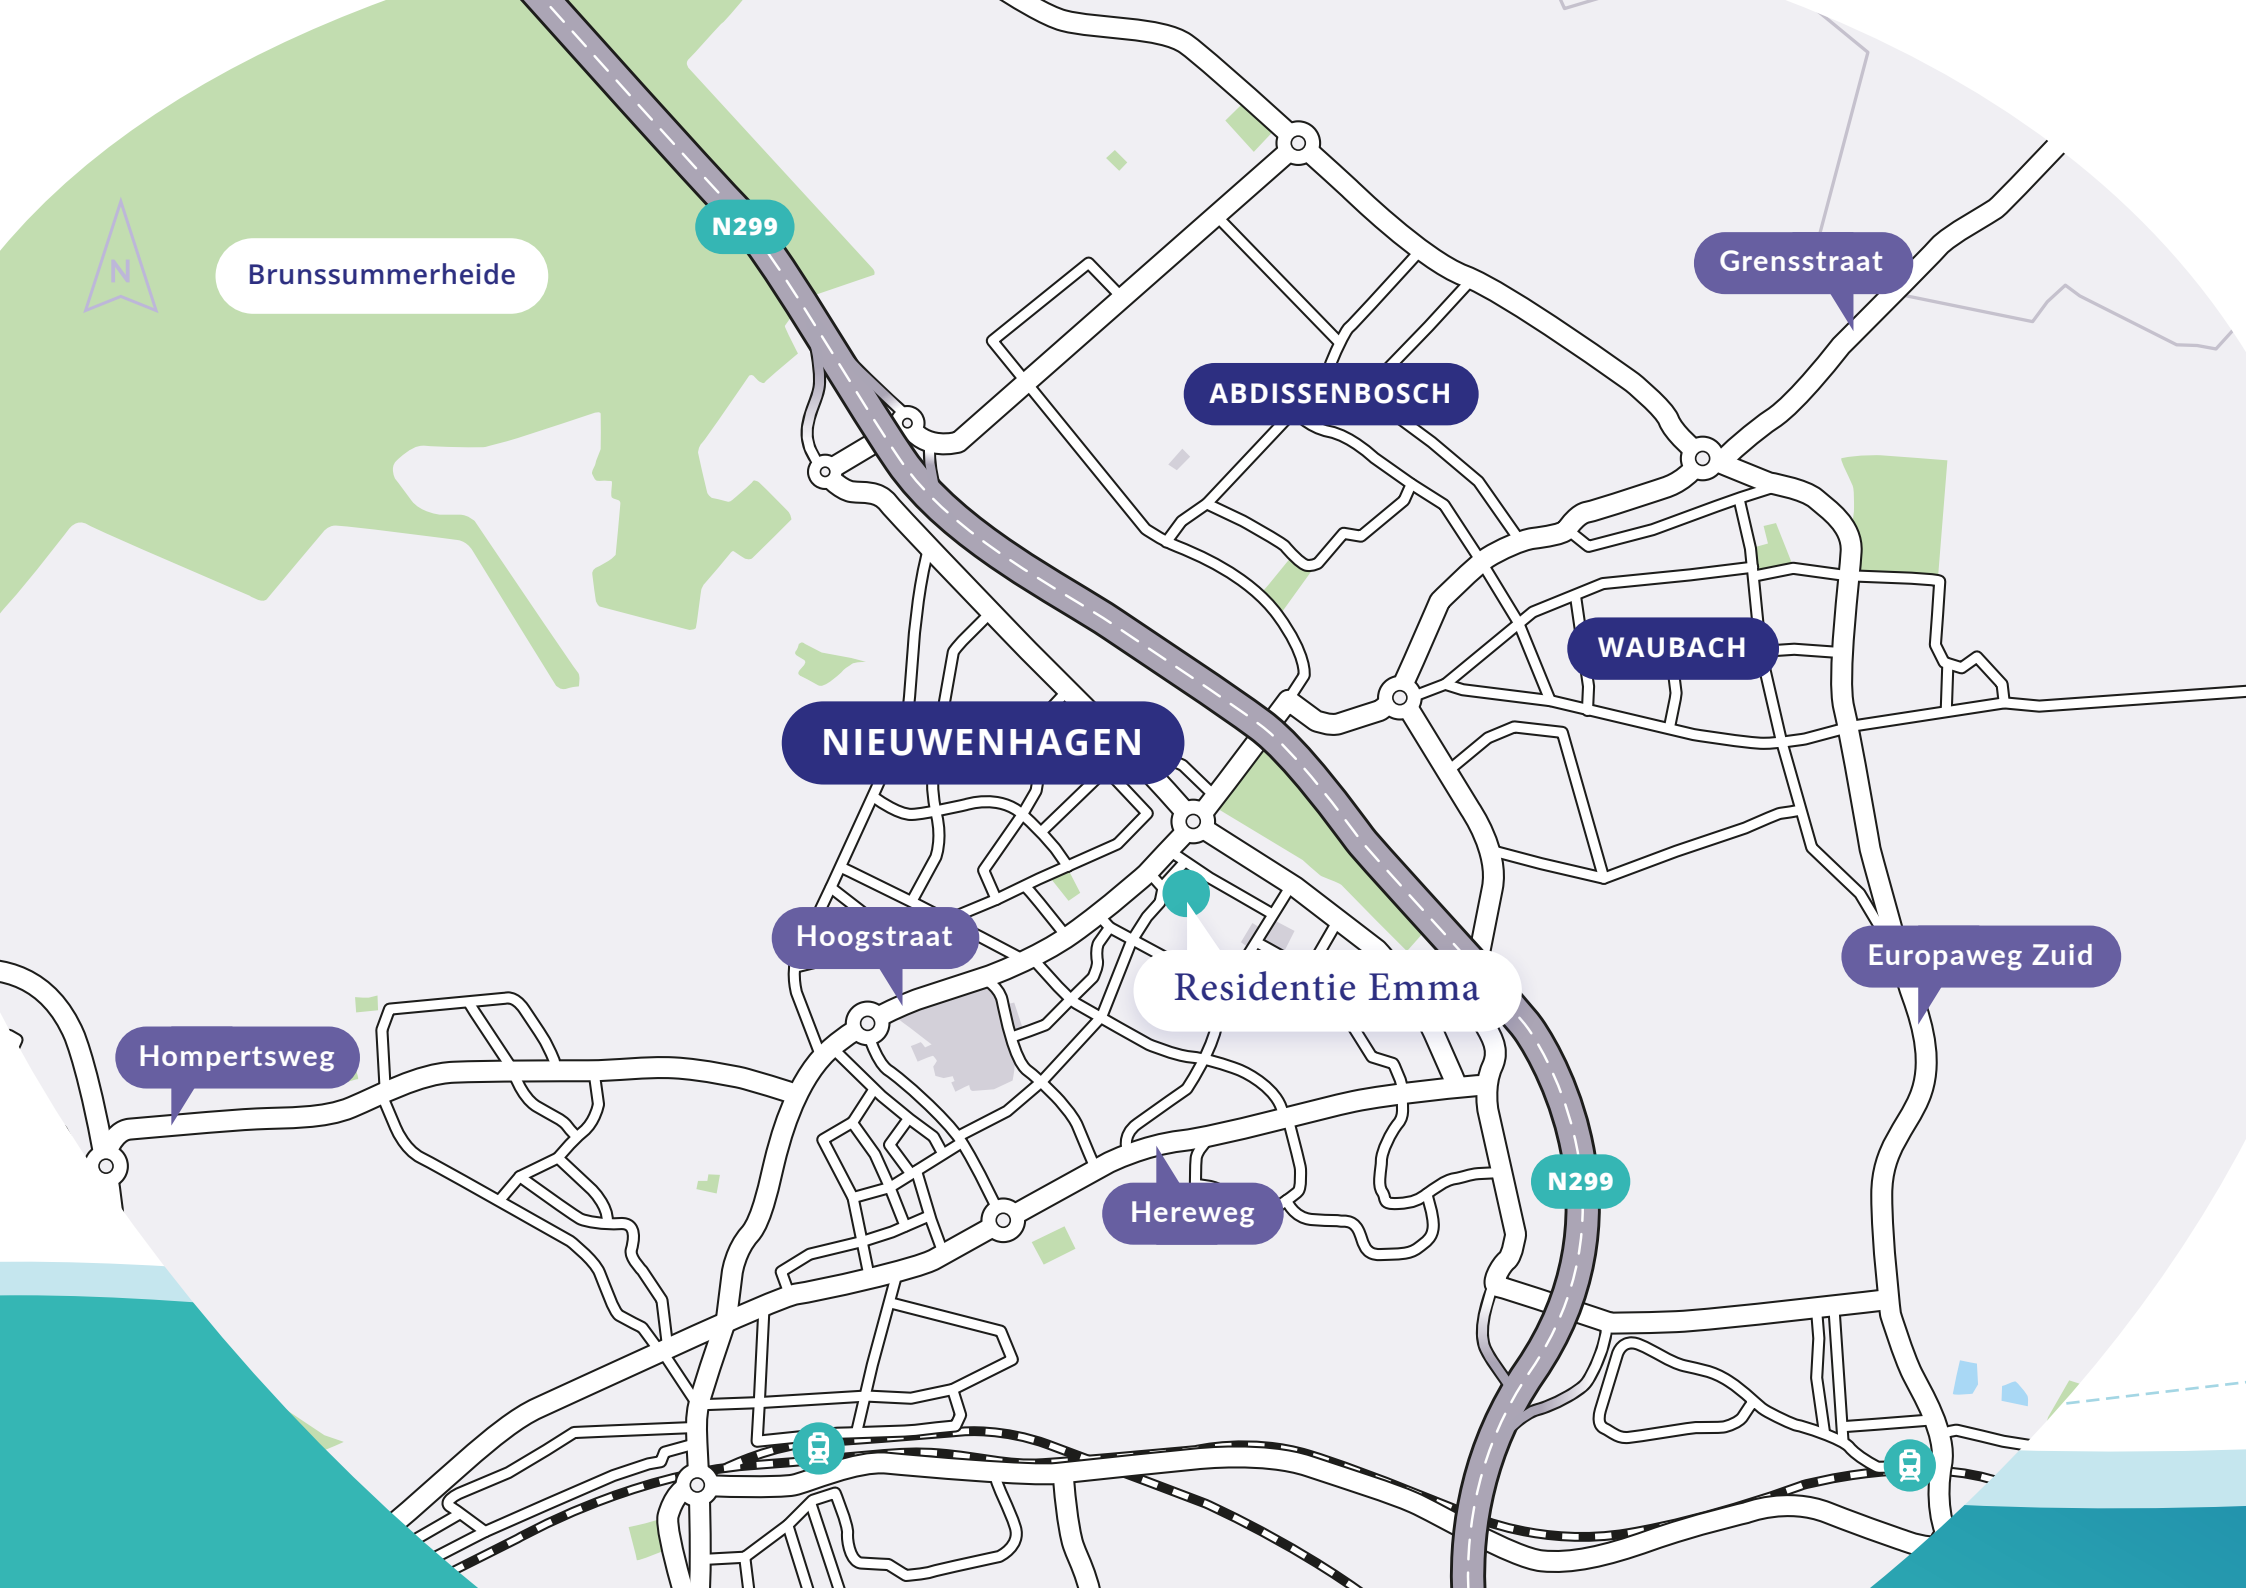 N299
Grensstraat
N
Brunssummerheide
ABDISSENBOSCH
WAUBACH
NIEUWENHAGEN
Hoogstraat
Europaweg Zuid
Residentie Emma
Hompertsweg
N299
Hereweg